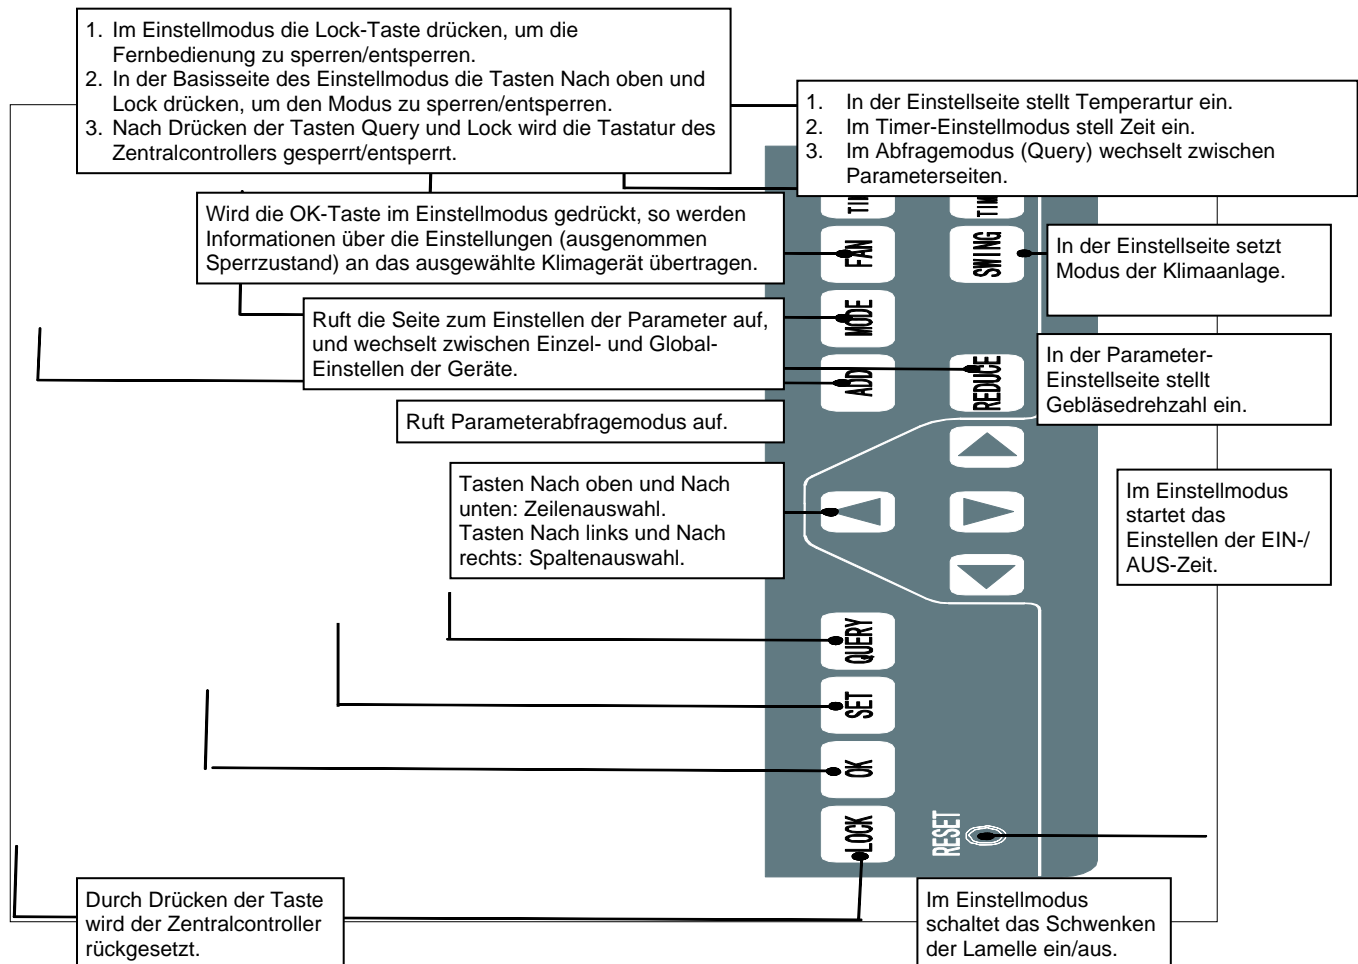 1. Im Einstellmodus die Lock-Taste drücken, um die
Fernbedienung zu sperren/entsperren.
2. In der Basisseite des Einstellmodus die Tasten Nach oben und
Lock drücken, um den Modus zu sperren/entsperren.
3. Nach Drücken der Tasten Query und Lock wird die Tastatur des
Zentralcontrollers gesperrt/entsperrt.
1. In der Einstellseite stellt Temperartur ein.
2. Im Timer-Einstellmodus stell Zeit ein.
3. Im Abfragemodus (Query) wechselt zwischen
Parameterseiten.
Wird die OK-Taste im Einstellmodus gedrückt, so werden
Informationen über die Einstellungen (ausgenommen
Sperrzustand) an das ausgewählte Klimagerät übertragen.
In der Einstellseite setzt
Modus der Klimaanlage.
Ruft die Seite zum Einstellen der Parameter auf,
und wechselt zwischen Einzel- und Global-
Einstellen der Geräte.
In der Parameter-
Einstellseite stellt
Gebläsedrehzahl ein.
Ruft Parameterabfragemodus auf.
Tasten Nach oben und Nach
unten: Zeilenauswahl.
Tasten Nach links und Nach
rechts: Spaltenauswahl.
Im Einstellmodus
startet das
Einstellen der EIN-/
AUS-Zeit.
Durch Drücken der Taste
wird der Zentralcontroller
rückgesetzt.
Im Einstellmodus
schaltet das Schwenken
der Lamelle ein/aus.
FAN
SWING
MODE
ADD
REDUCE
QUERY
SET
OK
LOCK
RESET